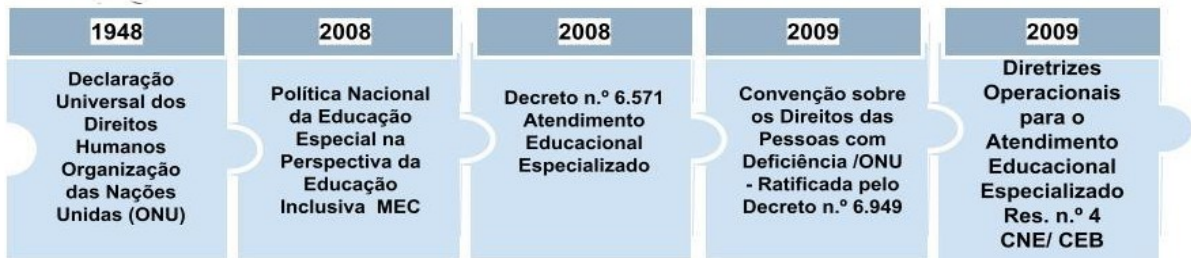 1948
Declaração
Universal dos
Direitos
Humanos
Organização
das Nações
Unidas (ONU)
2008
Política Nacional
da Educação
Especial na
Perspectiva da
Educação
Inclusiva MEC
2008
Decreto n.º 6.571
Atendimento
Educacional
Especializado
2009
Convenção sobre
os Direitos das
Pessoas com
Deficiência /ONU
- Ratificada pelo
Decreto n.º 6.949
2009
Diretrizes
Operacionais
para o
Atendimento
Educacional
Especializado
Res. n.º 4
CNE/ CEB